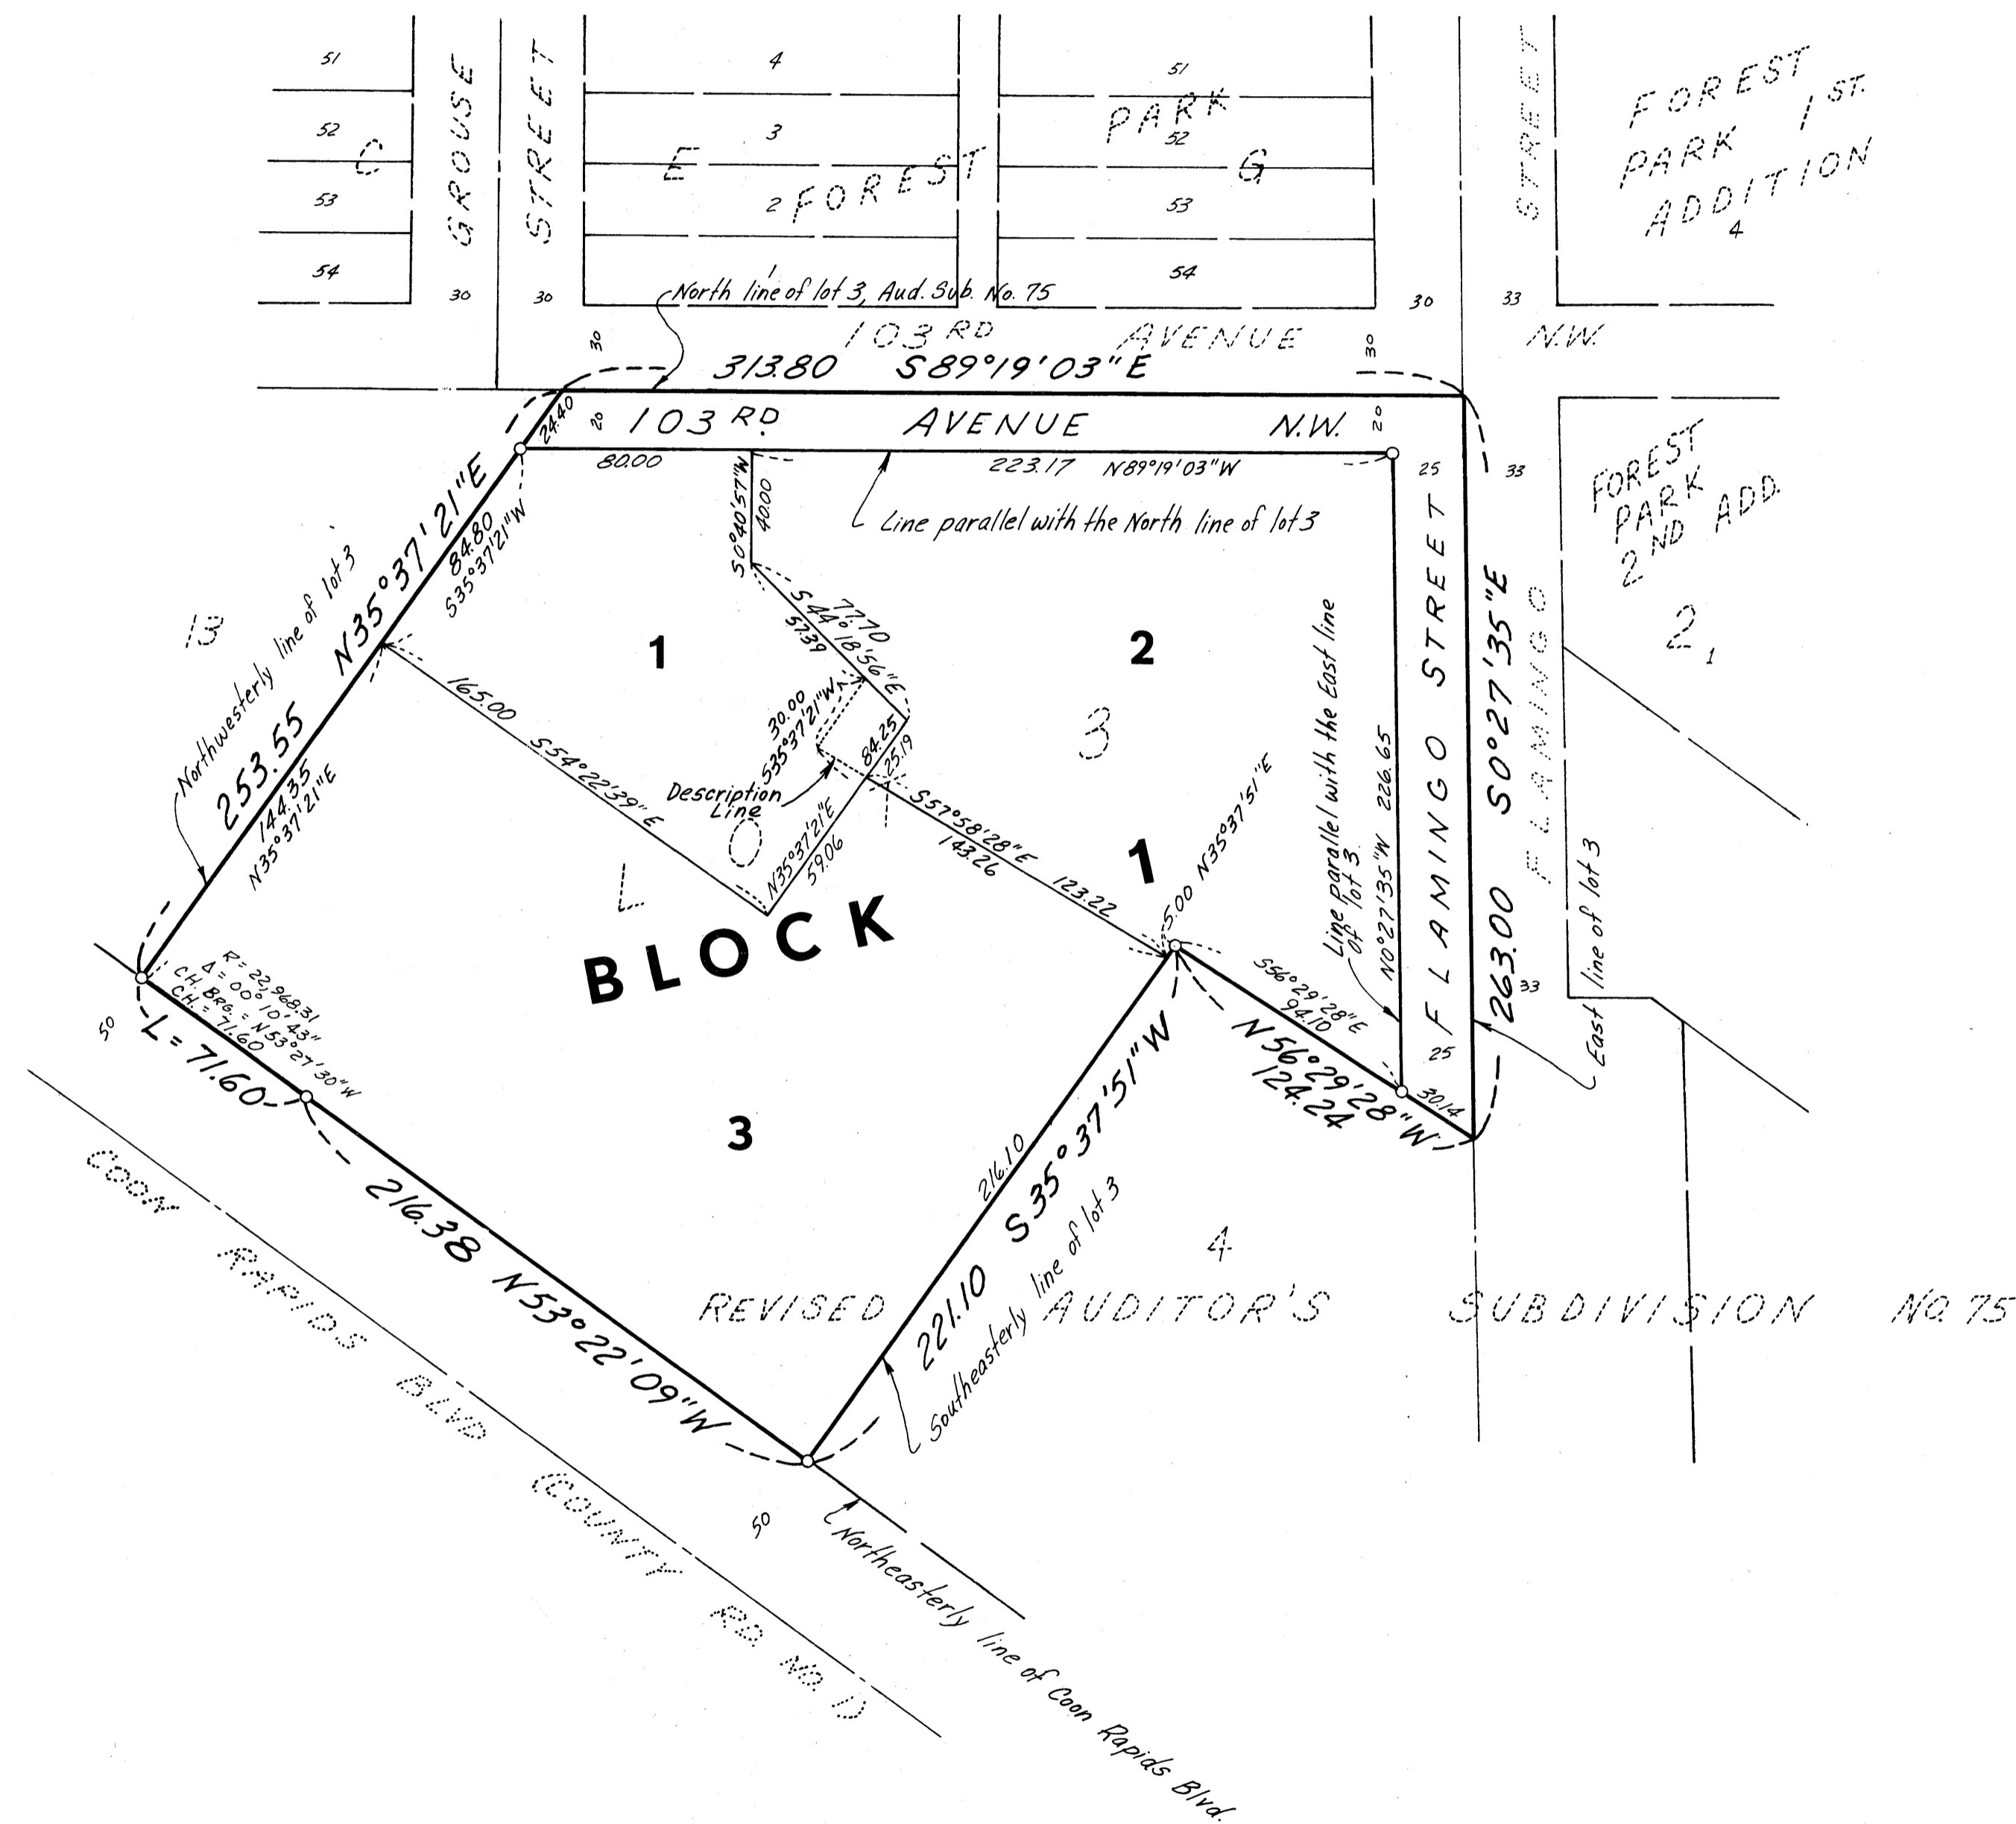 51
52
53
54
C
GROUSE
STREET
30
30
4
3
2
1
E
FOREST
PARK
51
52
53
54
G
30
33
STREET
FOREST
PARK 1 ST.
ADDITION
4
North line of lot 3, Aud. Sub. No. 75
30
103 RD AVENUE N.W.
30
313.80 S89°19'03"E
24.40
20
103 RD. AVENUE N.W.
20
80.00
223.17 N89°19'03"W
25
33
Line parallel with the North line of lot 3
S0°40'57"W
40.00
FOREST
PARK
2 ND ADD.
2
1
N35°37'21"E
253.55
84.80
S35°37'21"W
Northwesterly line of lot 3
B
144.35
N35°37'21"E
1
2
3
77.70
S44°18'56"E
57.39
30.00
S35°37'21"W
84.25
25.19
165.00
S54°22'39"E
Description
Line
N35°37'21"E
59.06
S57°58'28"E
143.26
123.22
5.00 N35°37'51"E
LO
BLOCK 1
Line parallel with the East line
of lot 3
N0°27'35"W 226.65
FLAMINGO STREET
25
263.00 S0°27'35"E
FLAMINGO
33
East line of lot 3
S56°29'28"E
94.10
N56°29'28"W
124.24
30.14
R=22,968.31
Δ=00°10'43"
CH. BRG.=N53°27'30"W
CH.=71.60
L=71.60
50
3
216.10
221.10 S35°37'51"W
Southeasterly line of lot 3
4
216.38 N53°22'09"W
REVISED AUDITOR'S SUBDIVISION NO. 75
COON RAPIDS BLVD (COUNTY RD. NO. 1)
50
Northeasterly line of Coon Rapids Blvd.